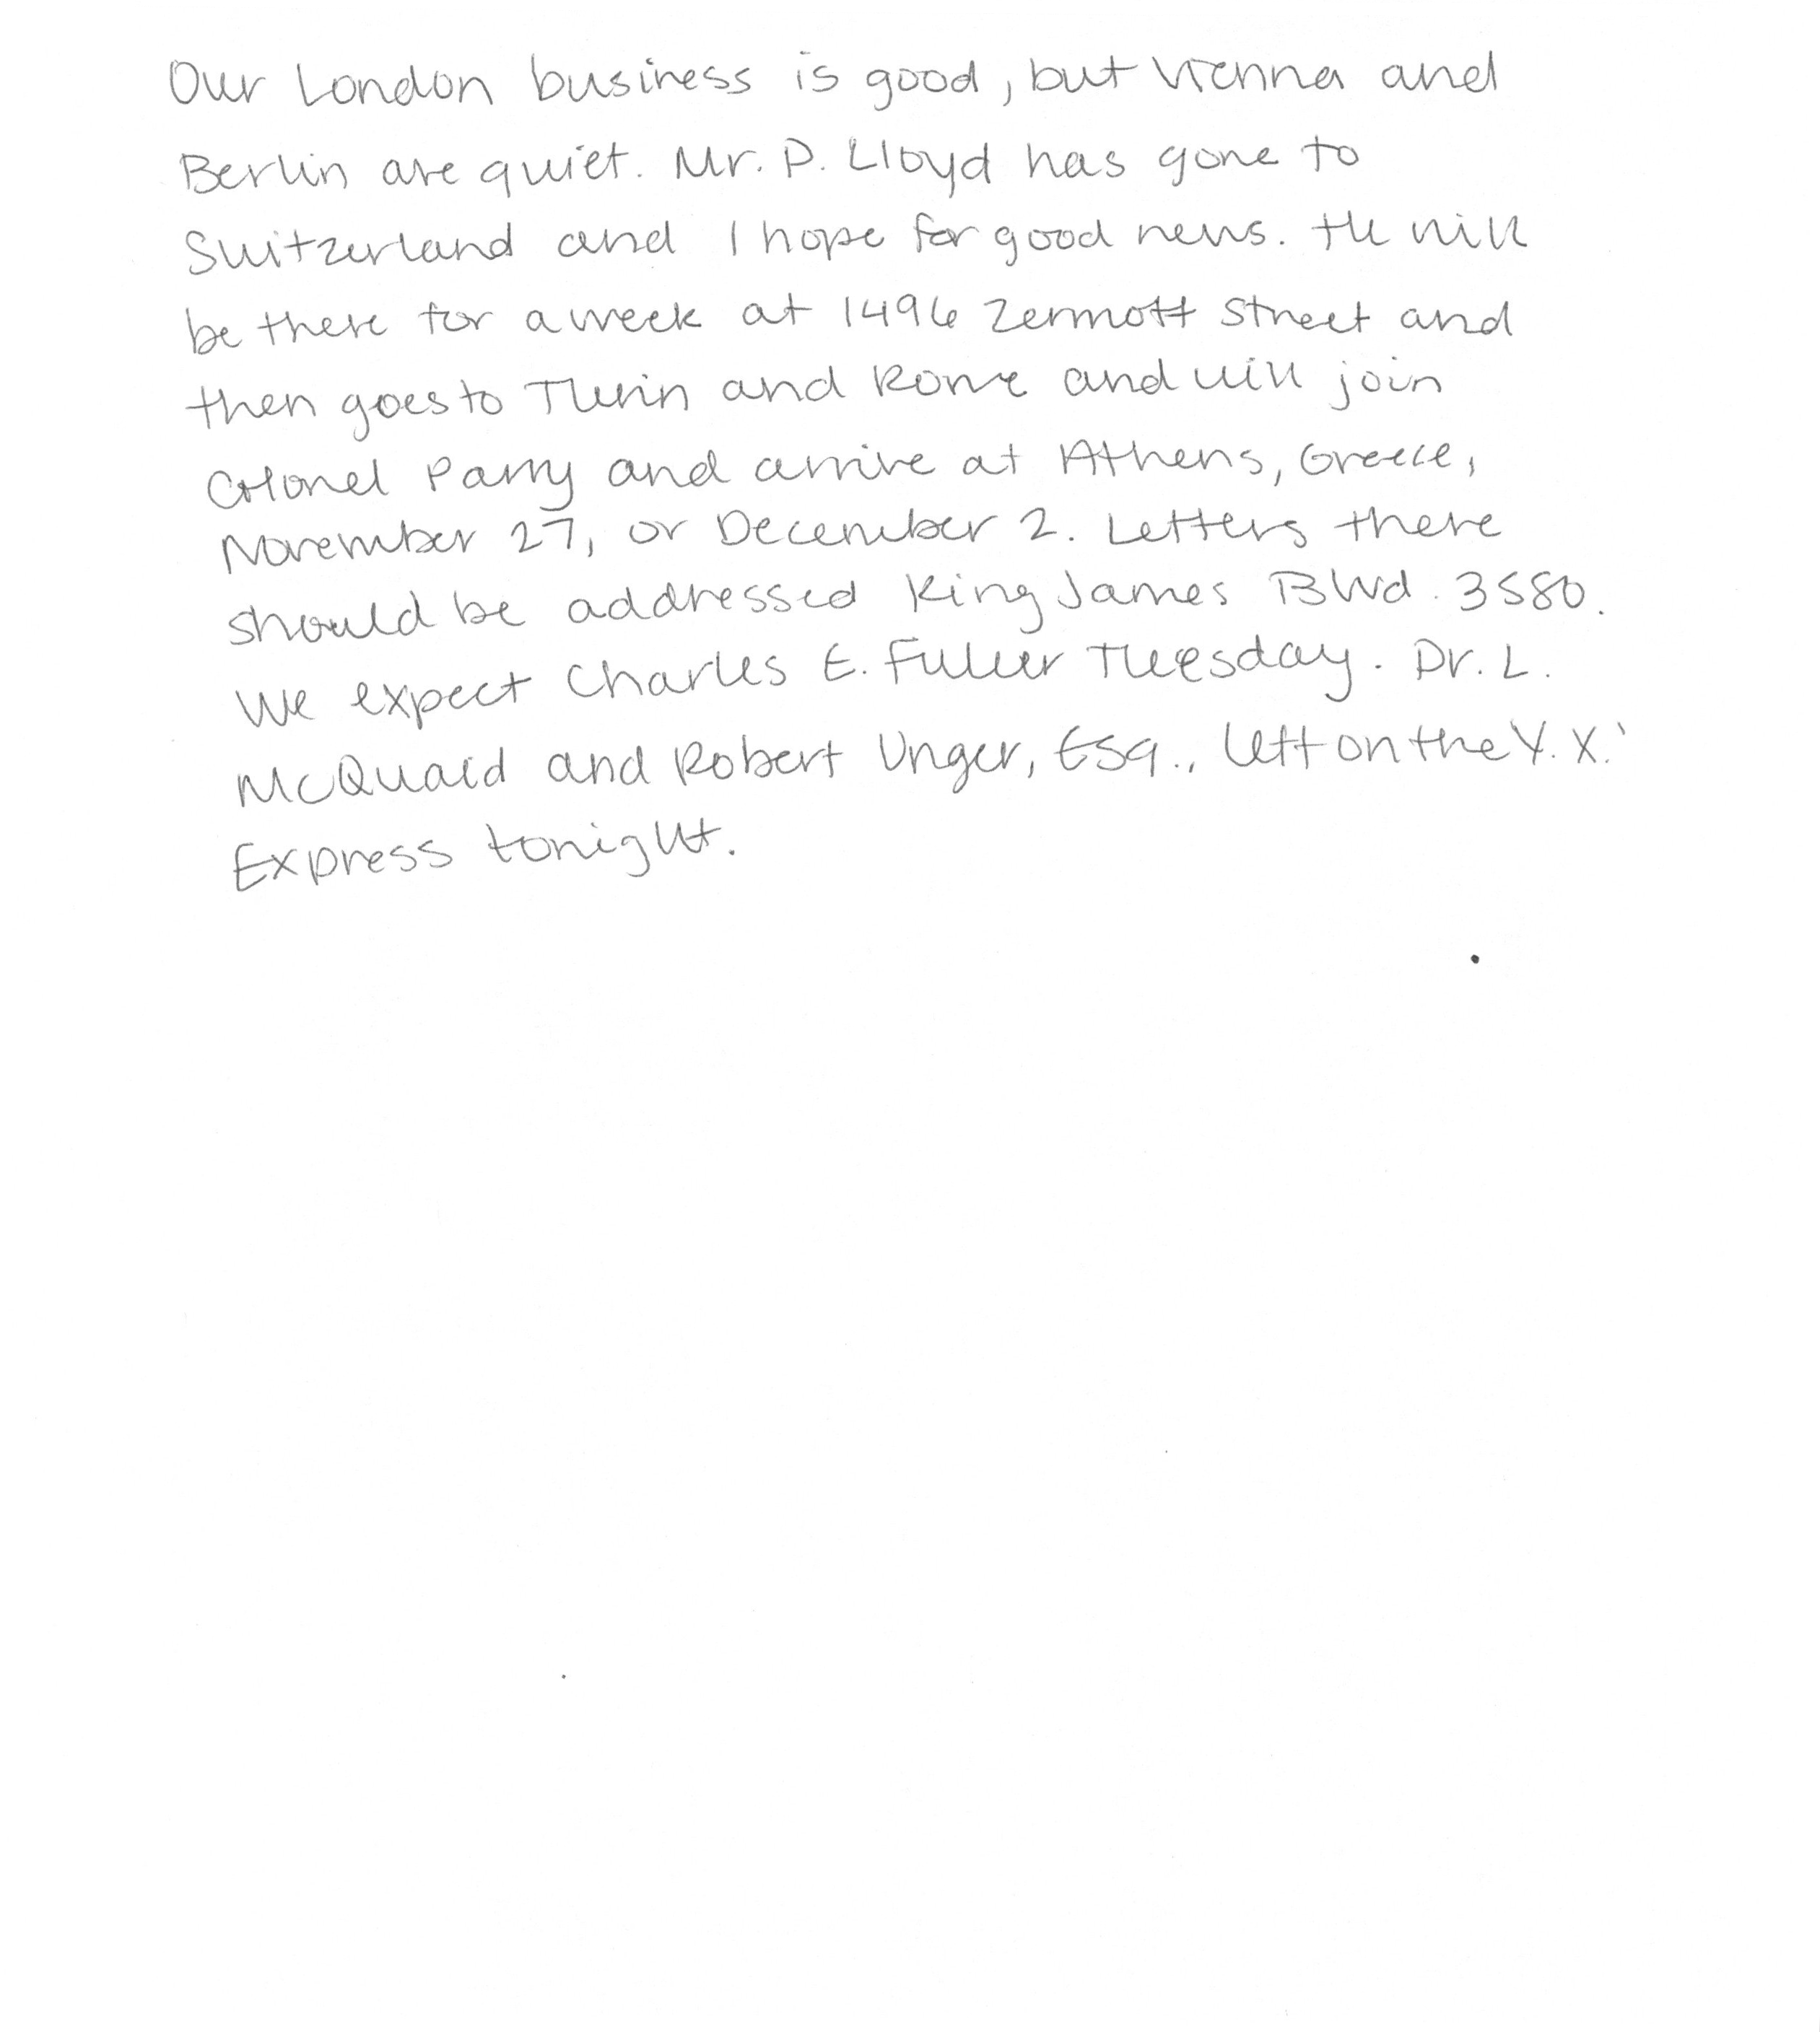 Our London business is good, but Vienna and
Berlin are quiet. Mr. D. Lloyd has gone to
Switzerland and I hope for good news. He will
be there for a week at 1496 Zermott Street and
then goes to Turin and Rome and will join
Colonel Parry and arrive at Athens, Greece,
November 27, or December 2. Letters there
should be addressed King James Blvd. 3580.
We expect Charles E. Fuller Tuesday. Dr. L.
McQuaid and Robert Unger, Esq., left on the Y.X.'
Express tonight.